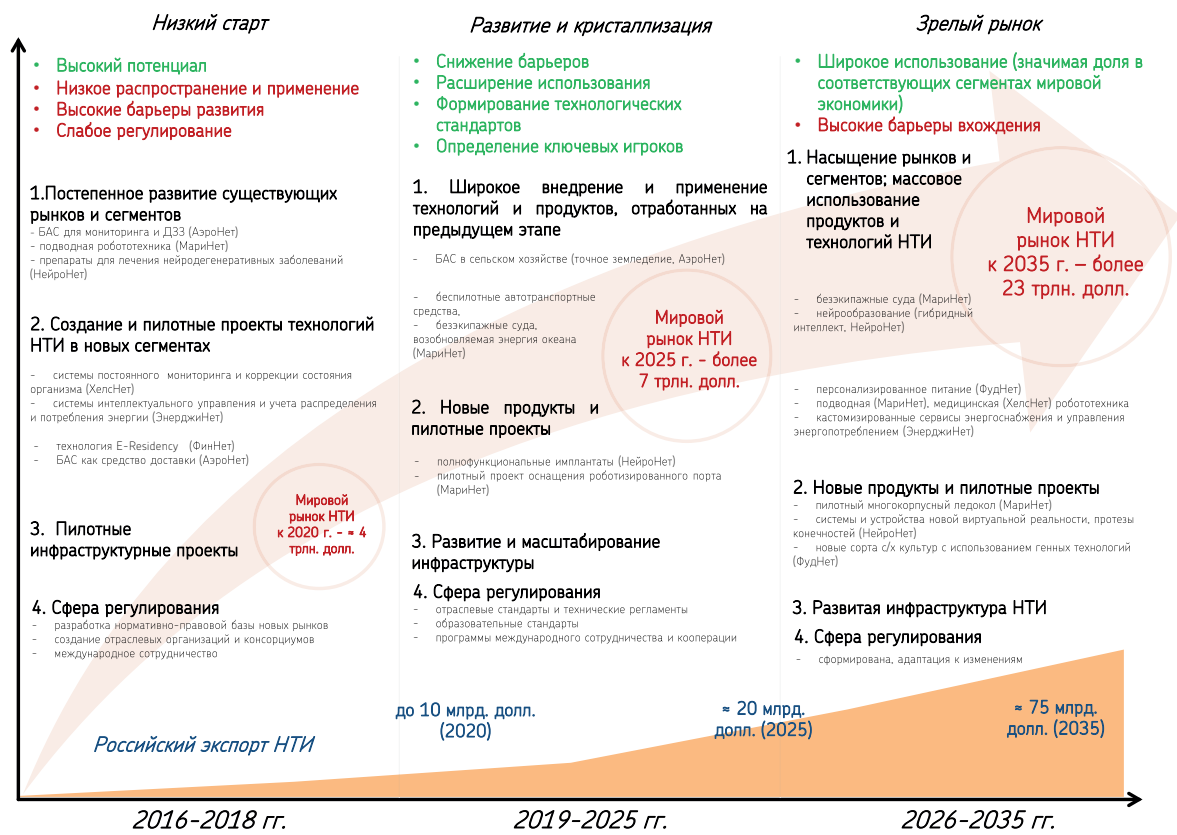 Низкий старт
• Высокий потенциал
• Низкое распространение и применение
• Высокие барьеры развития
• Слабое регулирование
1.Постепенное развитие существующих
рынков и сегментов
- БАС для мониторинга и ДЗЗ (АэроНет)
- подводная робототехника (МариНет)
- препараты для лечения нейродегенеративных заболеваний
(НейроНет)
2. Создание и пилотные проекты технологий
НТИ в новых сегментах
- системы постоянного мониторинга и коррекции состояния
организма (ХелсНет)
- системы интеллектуального управления и учета распределения
и потребления энергии (ЭнерджиНет)
- технология E-Residency (ФинНет)
- БАС как средство доставки (АэроНет)
Мировой
рынок НТИ
к 2020 г. - ≈ 4
трлн. долл.
3. Пилотные
инфраструктурные проекты
4. Сфера регулирования
- разработка нормативно-правовой базы новых рынков
- создание отраслевых организаций и консорциумов
- международное сотрудничество
Развитие и кристаллизация
• Снижение барьеров
• Расширение использования
• Формирование технологических
стандартов
• Определение ключевых игроков
1. Широкое внедрение и применение
технологий и продуктов, отработанных на
предыдущем этапе
- БАС в сельском хозяйстве (точное земледелие, АэроНет)
- беспилотные автотранспортные
средства,
- безэкипажные суда,
возобновляемая энергия океана
(МариНет)
Мировой
рынок НТИ
к 2025 г. - более
7 трлн. долл.
2. Новые продукты и
пилотные проекты
- полнофункциональные имплантаты (НейроНет)
- пилотный проект оснащения роботизированного порта
(МариНет)
3. Развитие и масштабирование
инфраструктуры
4. Сфера регулирования
- отраслевые стандарты и технические регламенты
- образовательные стандарты
- программы международного сотрудничества и кооперации
Зрелый рынок
• Широкое использование (значимая доля в
соответствующих сегментах мировой
экономики)
• Высокие барьеры вхождения
1. Насыщение рынков и
сегментов; массовое
использование
продуктов и
технологий НТИ
Мировой
рынок НТИ
к 2035 г. – более
23 трлн. долл.
- безэкипажные суда (МариНет)
- нейрообразование (гибридный
интеллект, НейроНет)
- персонализированное питание (ФудНет)
- подводная (МариНет), медицинская (ХелсНет) робототехника
- кастомизированные сервисы энергоснабжения и управления
энергопотреблением (ЭнерджиНет)
2. Новые продукты и пилотные проекты
- пилотный многокорпусный ледокол (МариНет)
- системы и устройства новой виртуальной реальности, протезы
конечностей (НейроНет)
- новые сорта с/х культур с использованием генных технологий
(ФудНет)
3. Развитая инфраструктура НТИ
4. Сфера регулирования
- сформирована, адаптация к изменениям
Российский экспорт НТИ
до 10 млрд. долл.
(2020)
≈ 20 млрд.
долл. (2025)
≈ 75 млрд.
долл. (2035)
2016-2018 гг.
2019-2025 гг.
2026-2035 гг.